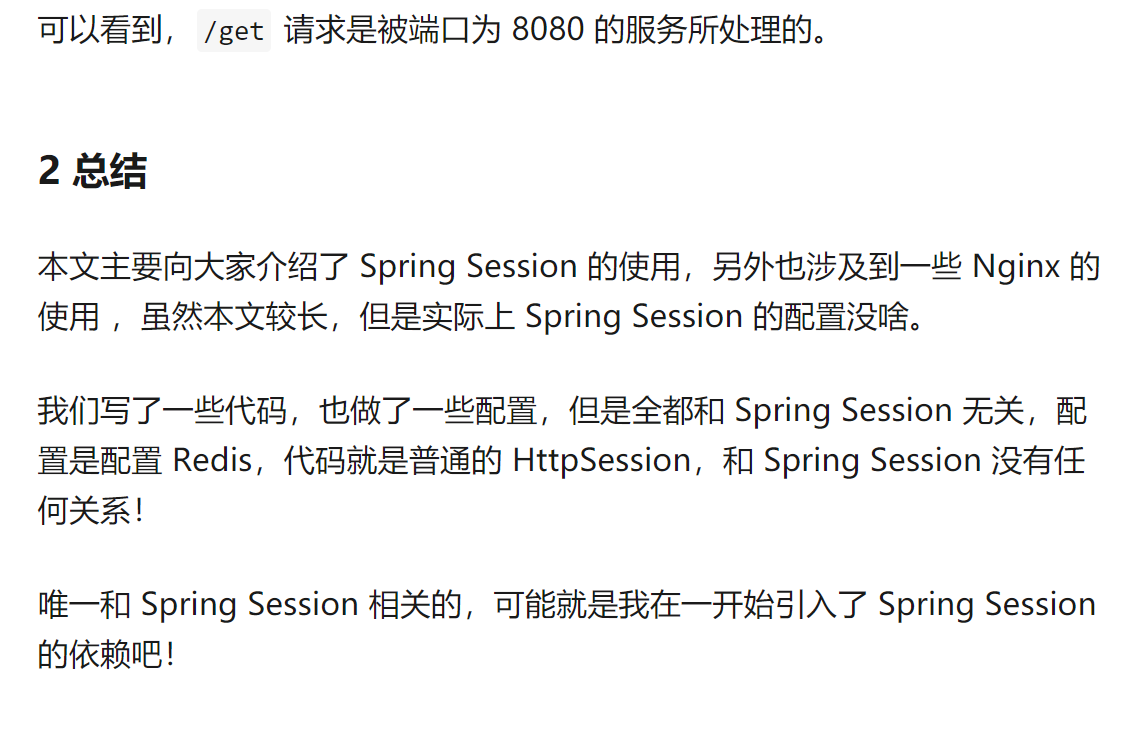 可以看到， /get 请求是被端口为 8080 的服务所处理的。
2 总结
本文主要向大家介绍了 Spring Session 的使用，另外也涉及到一些 Nginx 的
使用 ，虽然本文较长，但是实际上 Spring Session 的配置没啥。
我们写了一些代码，也做了一些配置，但是全都和 Spring Session 无关，配
置是配置 Redis，代码就是普通的 HttpSession，和 Spring Session 没有任
何关系！
唯一和 Spring Session 相关的，可能就是我在一开始引入了 Spring Session
的依赖吧！